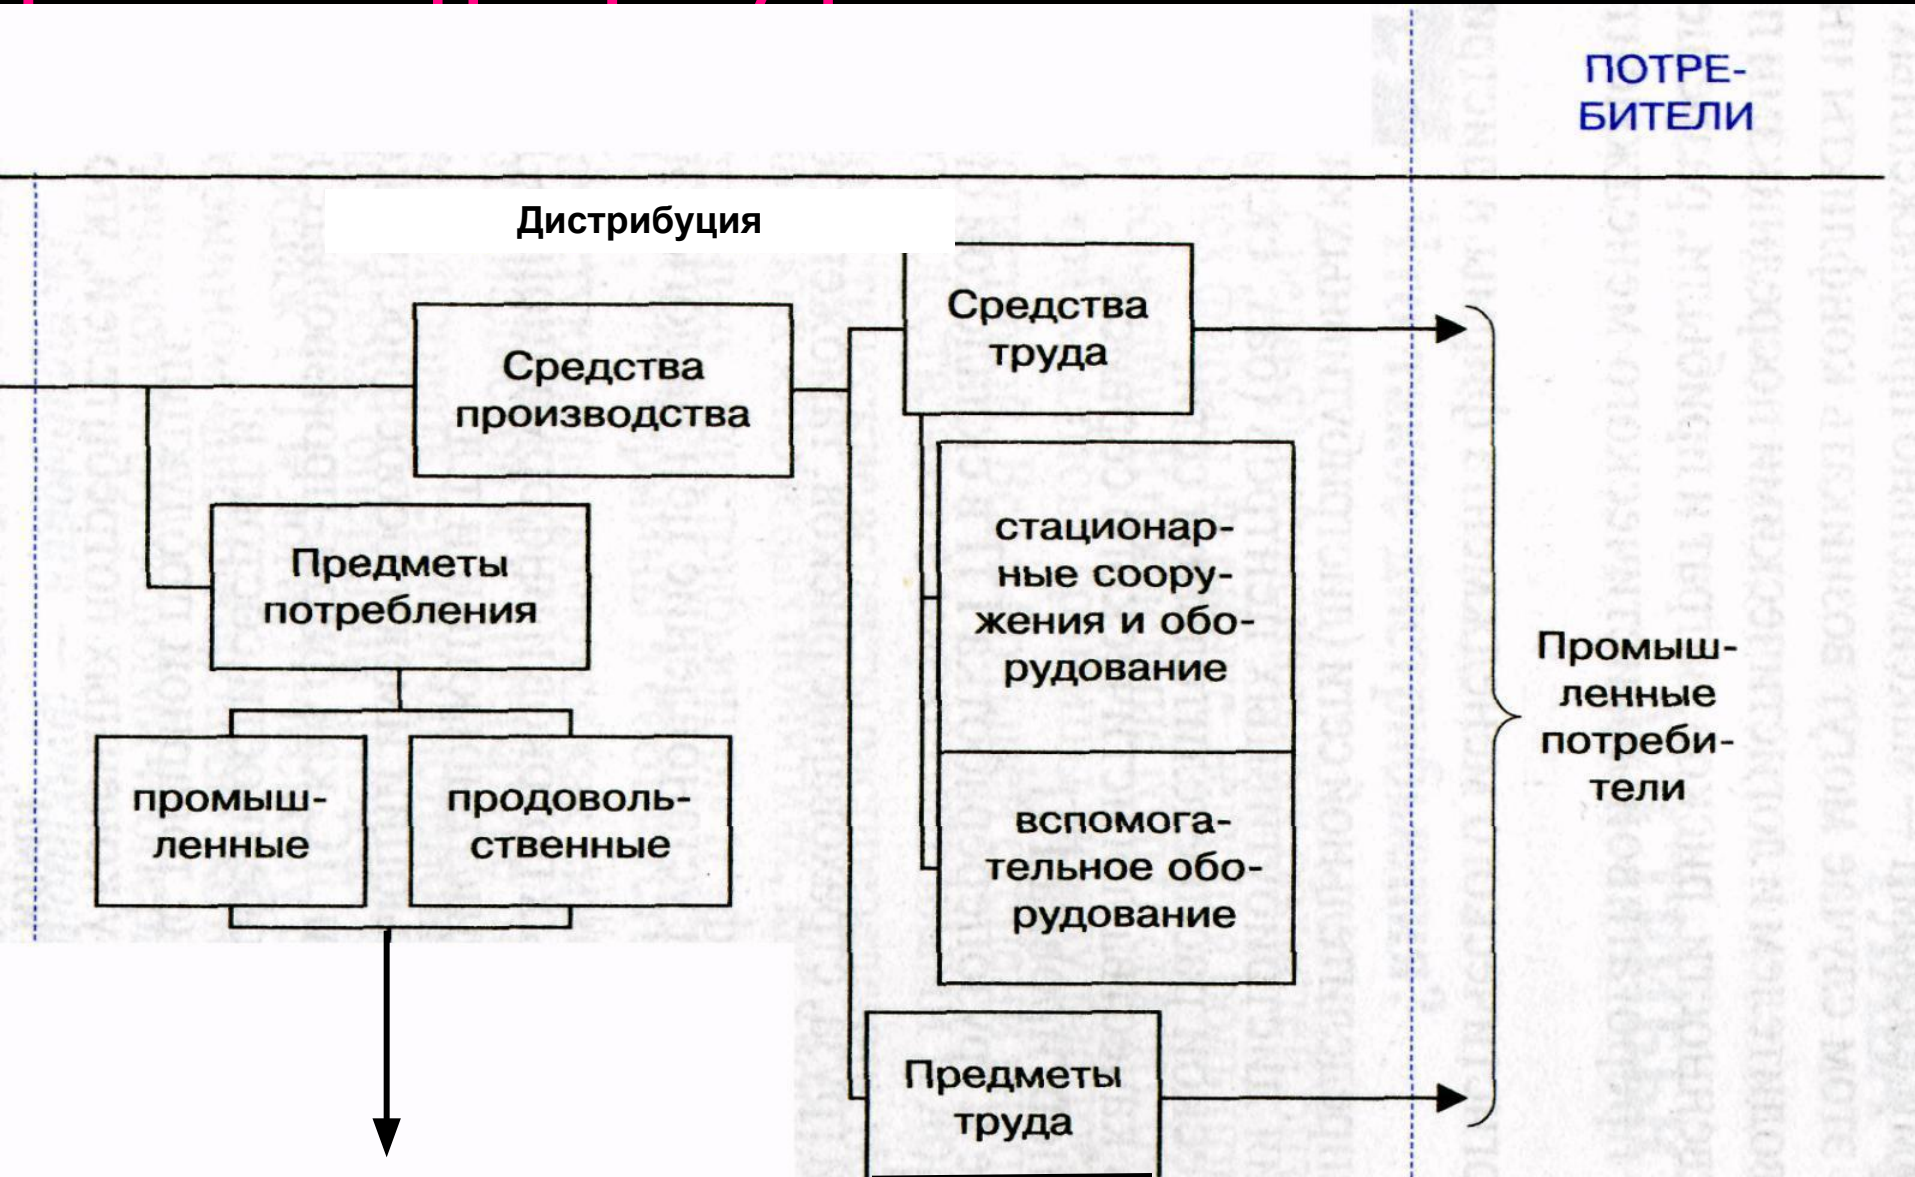 ПОТРЕ-
БИТЕЛИ
Дистрибуция
Средства
производства
Предметы
потребления
промыш-
ленные
продоволь-
ственные
Средства
труда
стационар-
ные соору-
жения и обо-
рудование
вспомога-
тельное обо-
рудование
Предметы
труда
Промыш-
ленные
потреби-
тели